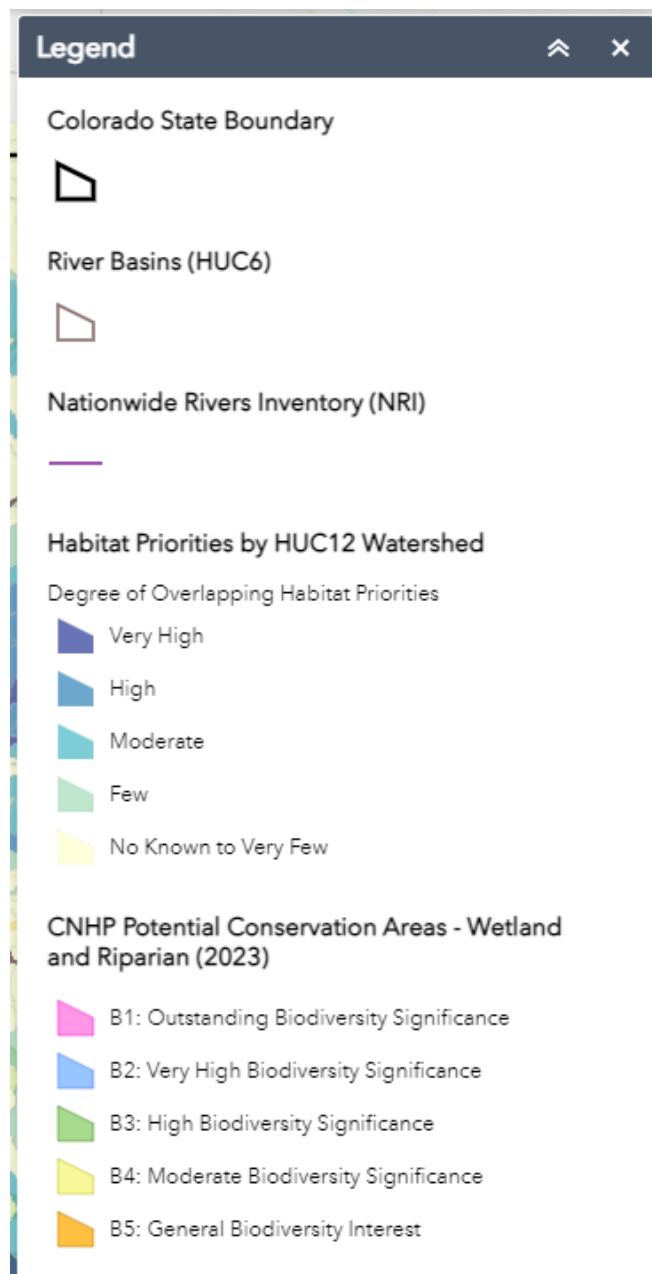 Legend
Colorado State Boundary
River Basins (HUC6)
Nationwide Rivers Inventory (NRI)
Habitat Priorities by HUC12 Watershed
Degree of Overlapping Habitat Priorities
Very High
High
Moderate
Few
No Known to Very Few
CNHP Potential Conservation Areas - Wetland
and Riparian (2023)
B1: Outstanding Biodiversity Significance
B2: Very High Biodiversity Significance
B3: High Biodiversity Significance
B4: Moderate Biodiversity Significance
B5: General Biodiversity Interest